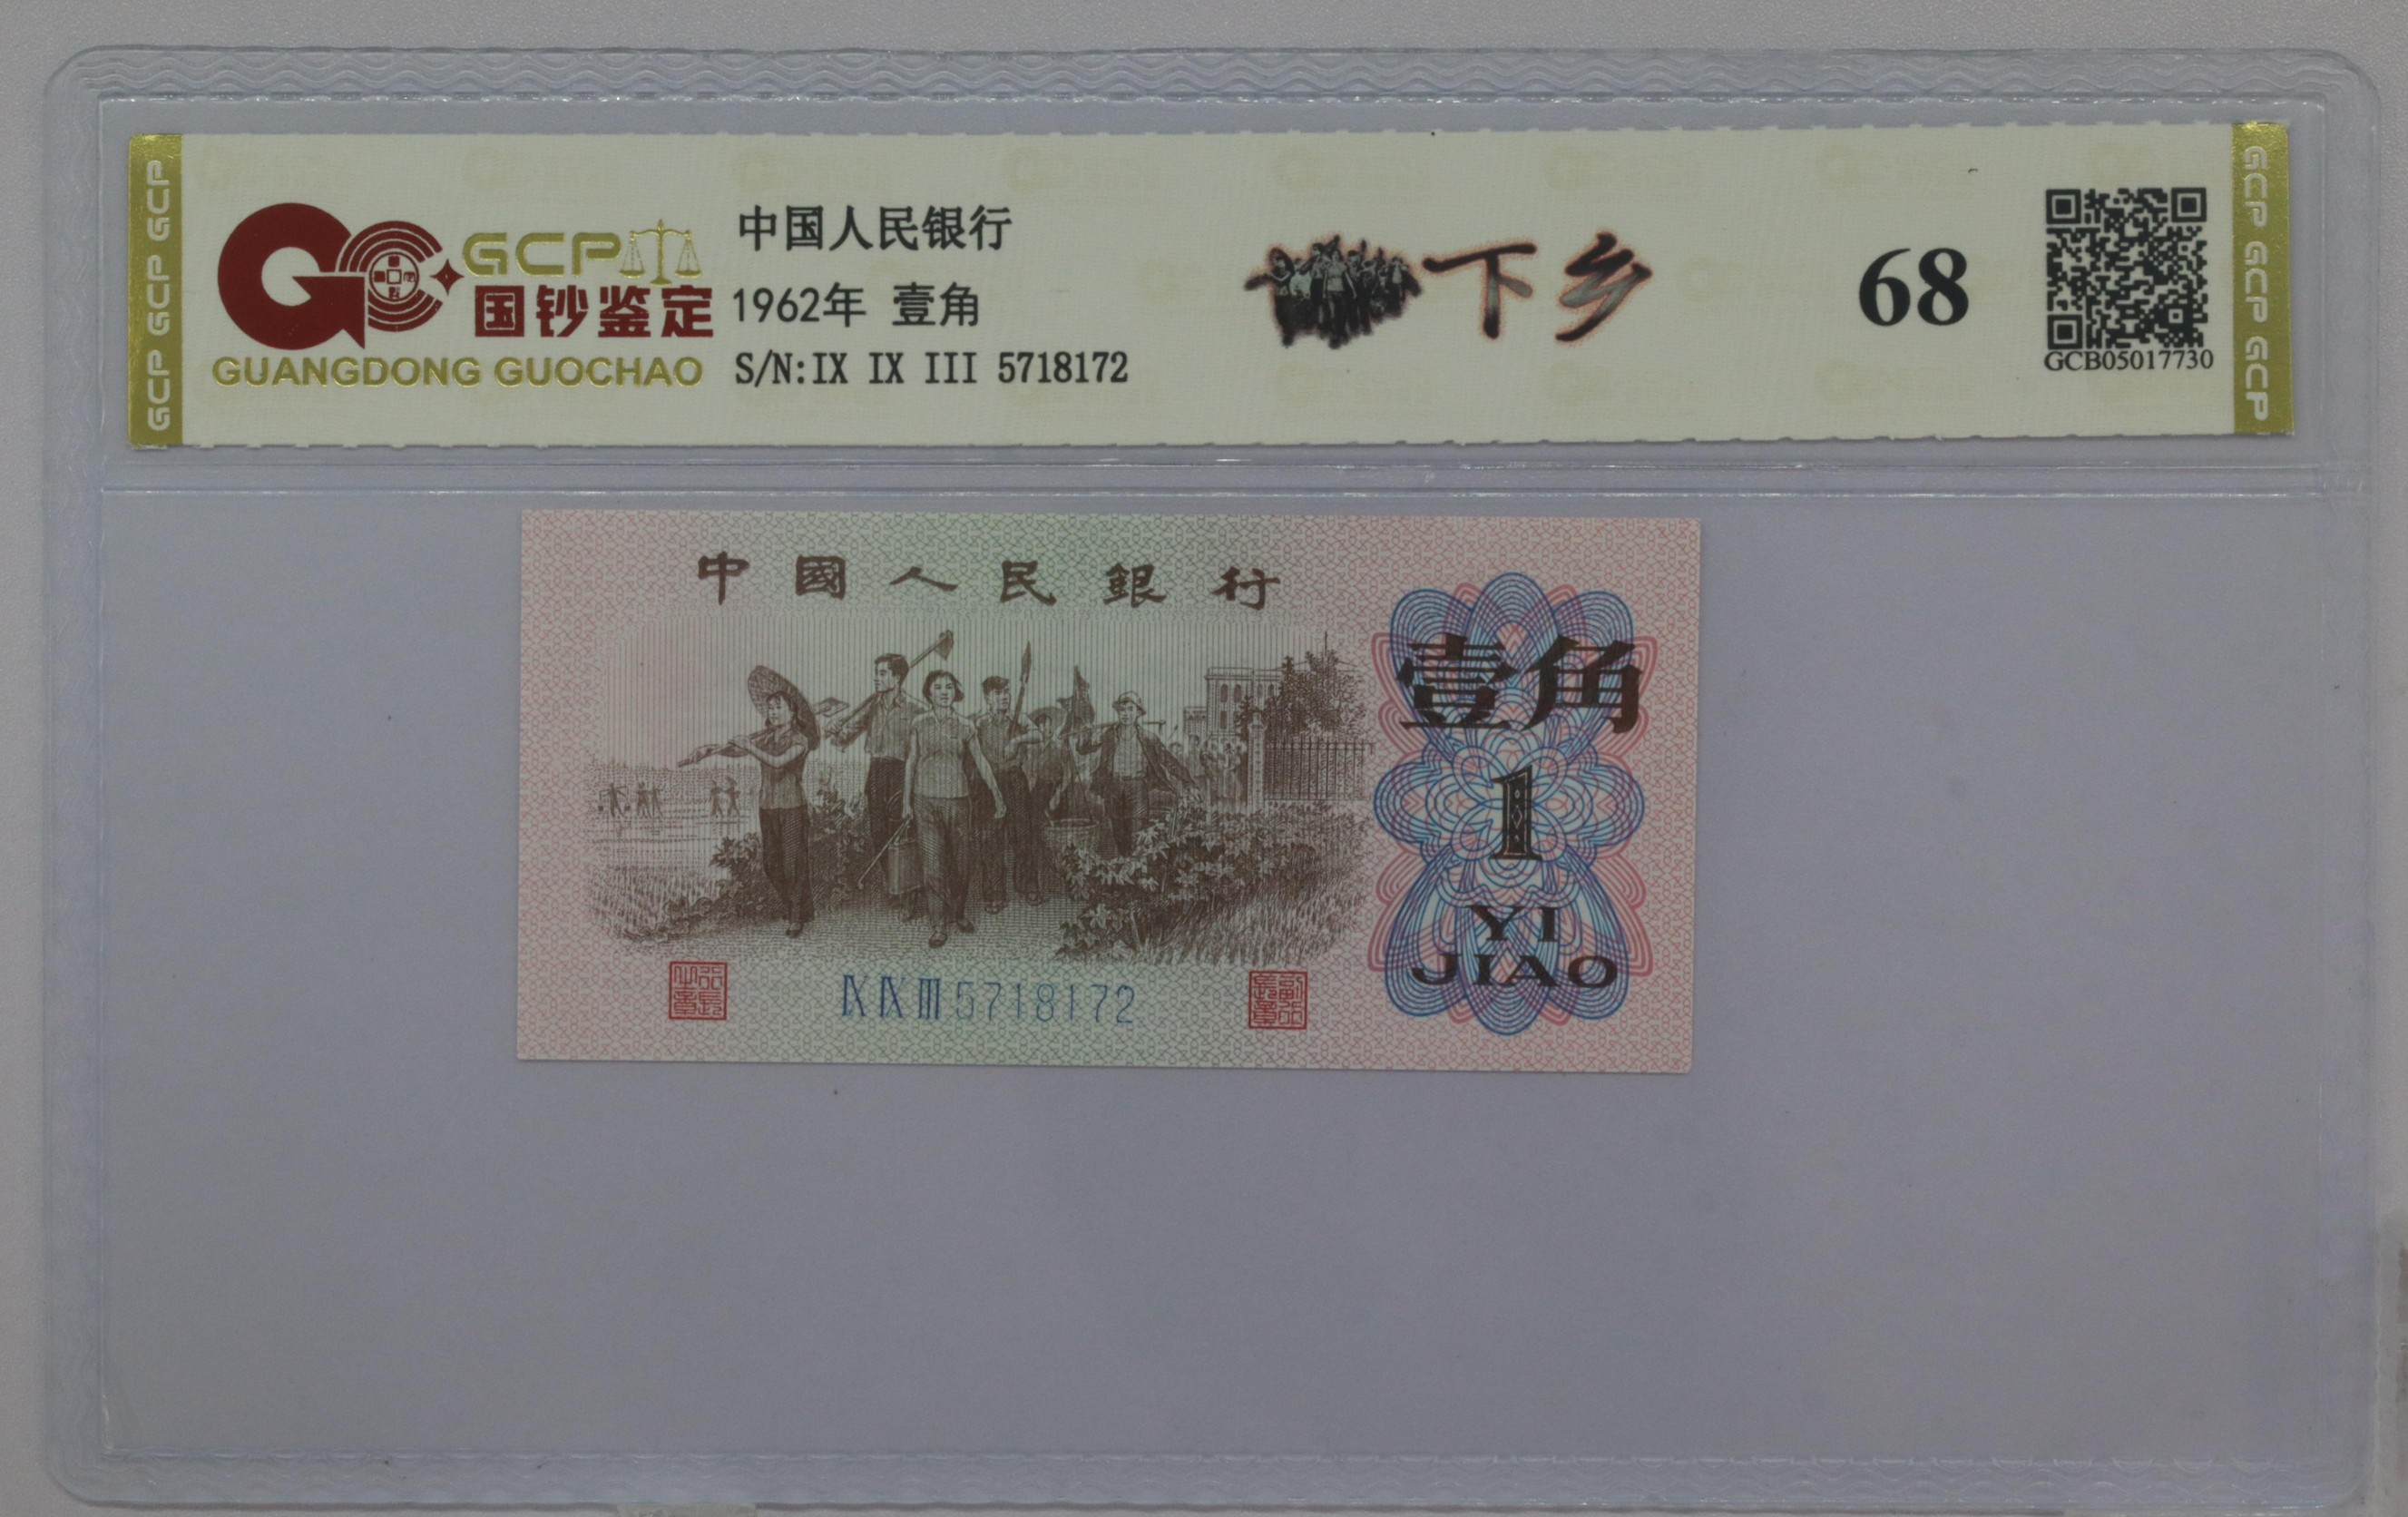 GCP GCP GCP
GCP
国钞鉴定
GUANGDONG GUOCHAO
中国人民银行
1962年 壹角
S/N:IX IX III 5718172
下乡
68
GCB05017730
GCP GCP GCP
中國人民銀行
壹角
1
YI
JIAO
IX IX III 5718172